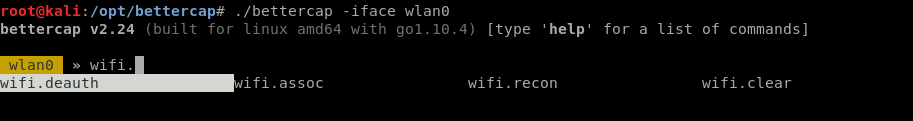 root@kali:/opt/bettercap# ./bettercap -iface wlan0
bettercap v2.24 (built for linux amd64 with go1.10.4) [type 'help' for a list of commands]
wlan0 » wifi.
wifi.deauth wifi.assoc wifi.recon wifi.clear